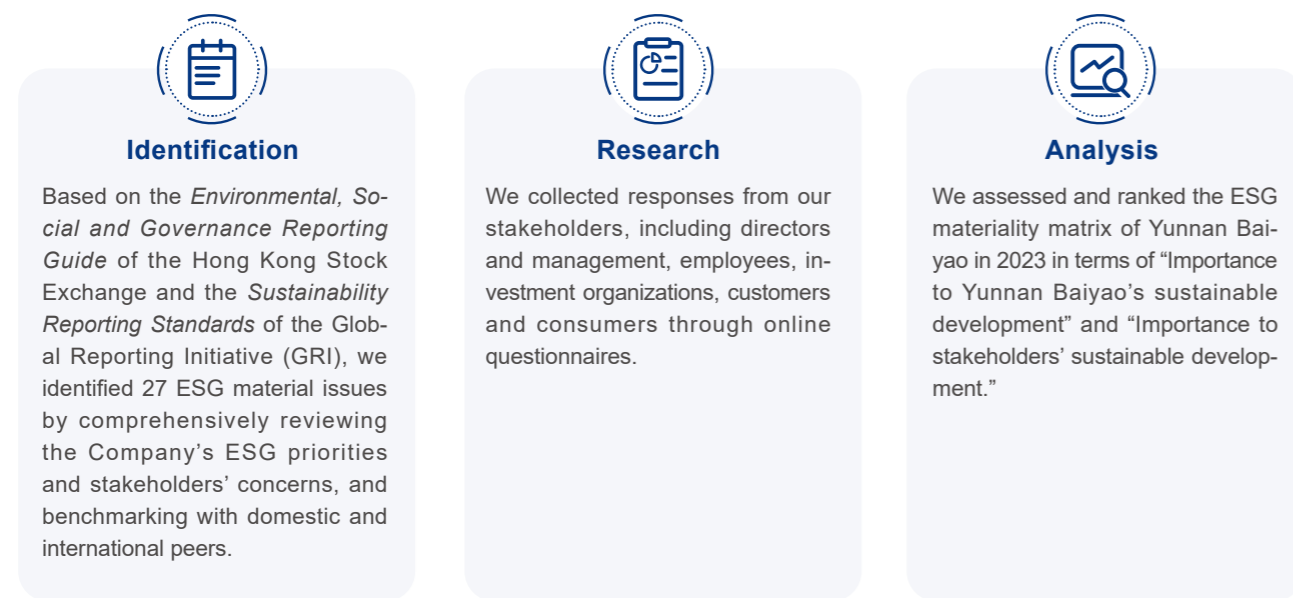 Identification
Based on the Environmental, So-
cial and Governance Reporting
Guide of the Hong Kong Stock
Exchange and the Sustainability
Reporting Standards of the Glob-
al Reporting Initiative (GRI), we
identified 27 ESG material issues
by comprehensively reviewing
the Company’s ESG priorities
and stakeholders’ concerns, and
benchmarking with domestic and
international peers.
Research
We collected responses from our
stakeholders, including directors
and management, employees, in-
vestment organizations, customers
and consumers through online
questionnaires.
Analysis
We assessed and ranked the ESG
materiality matrix of Yunnan Bai-
yao in 2023 in terms of “Importance
to Yunnan Baiyao’s sustainable
development” and “Importance to
stakeholders’ sustainable develop-
ment.”